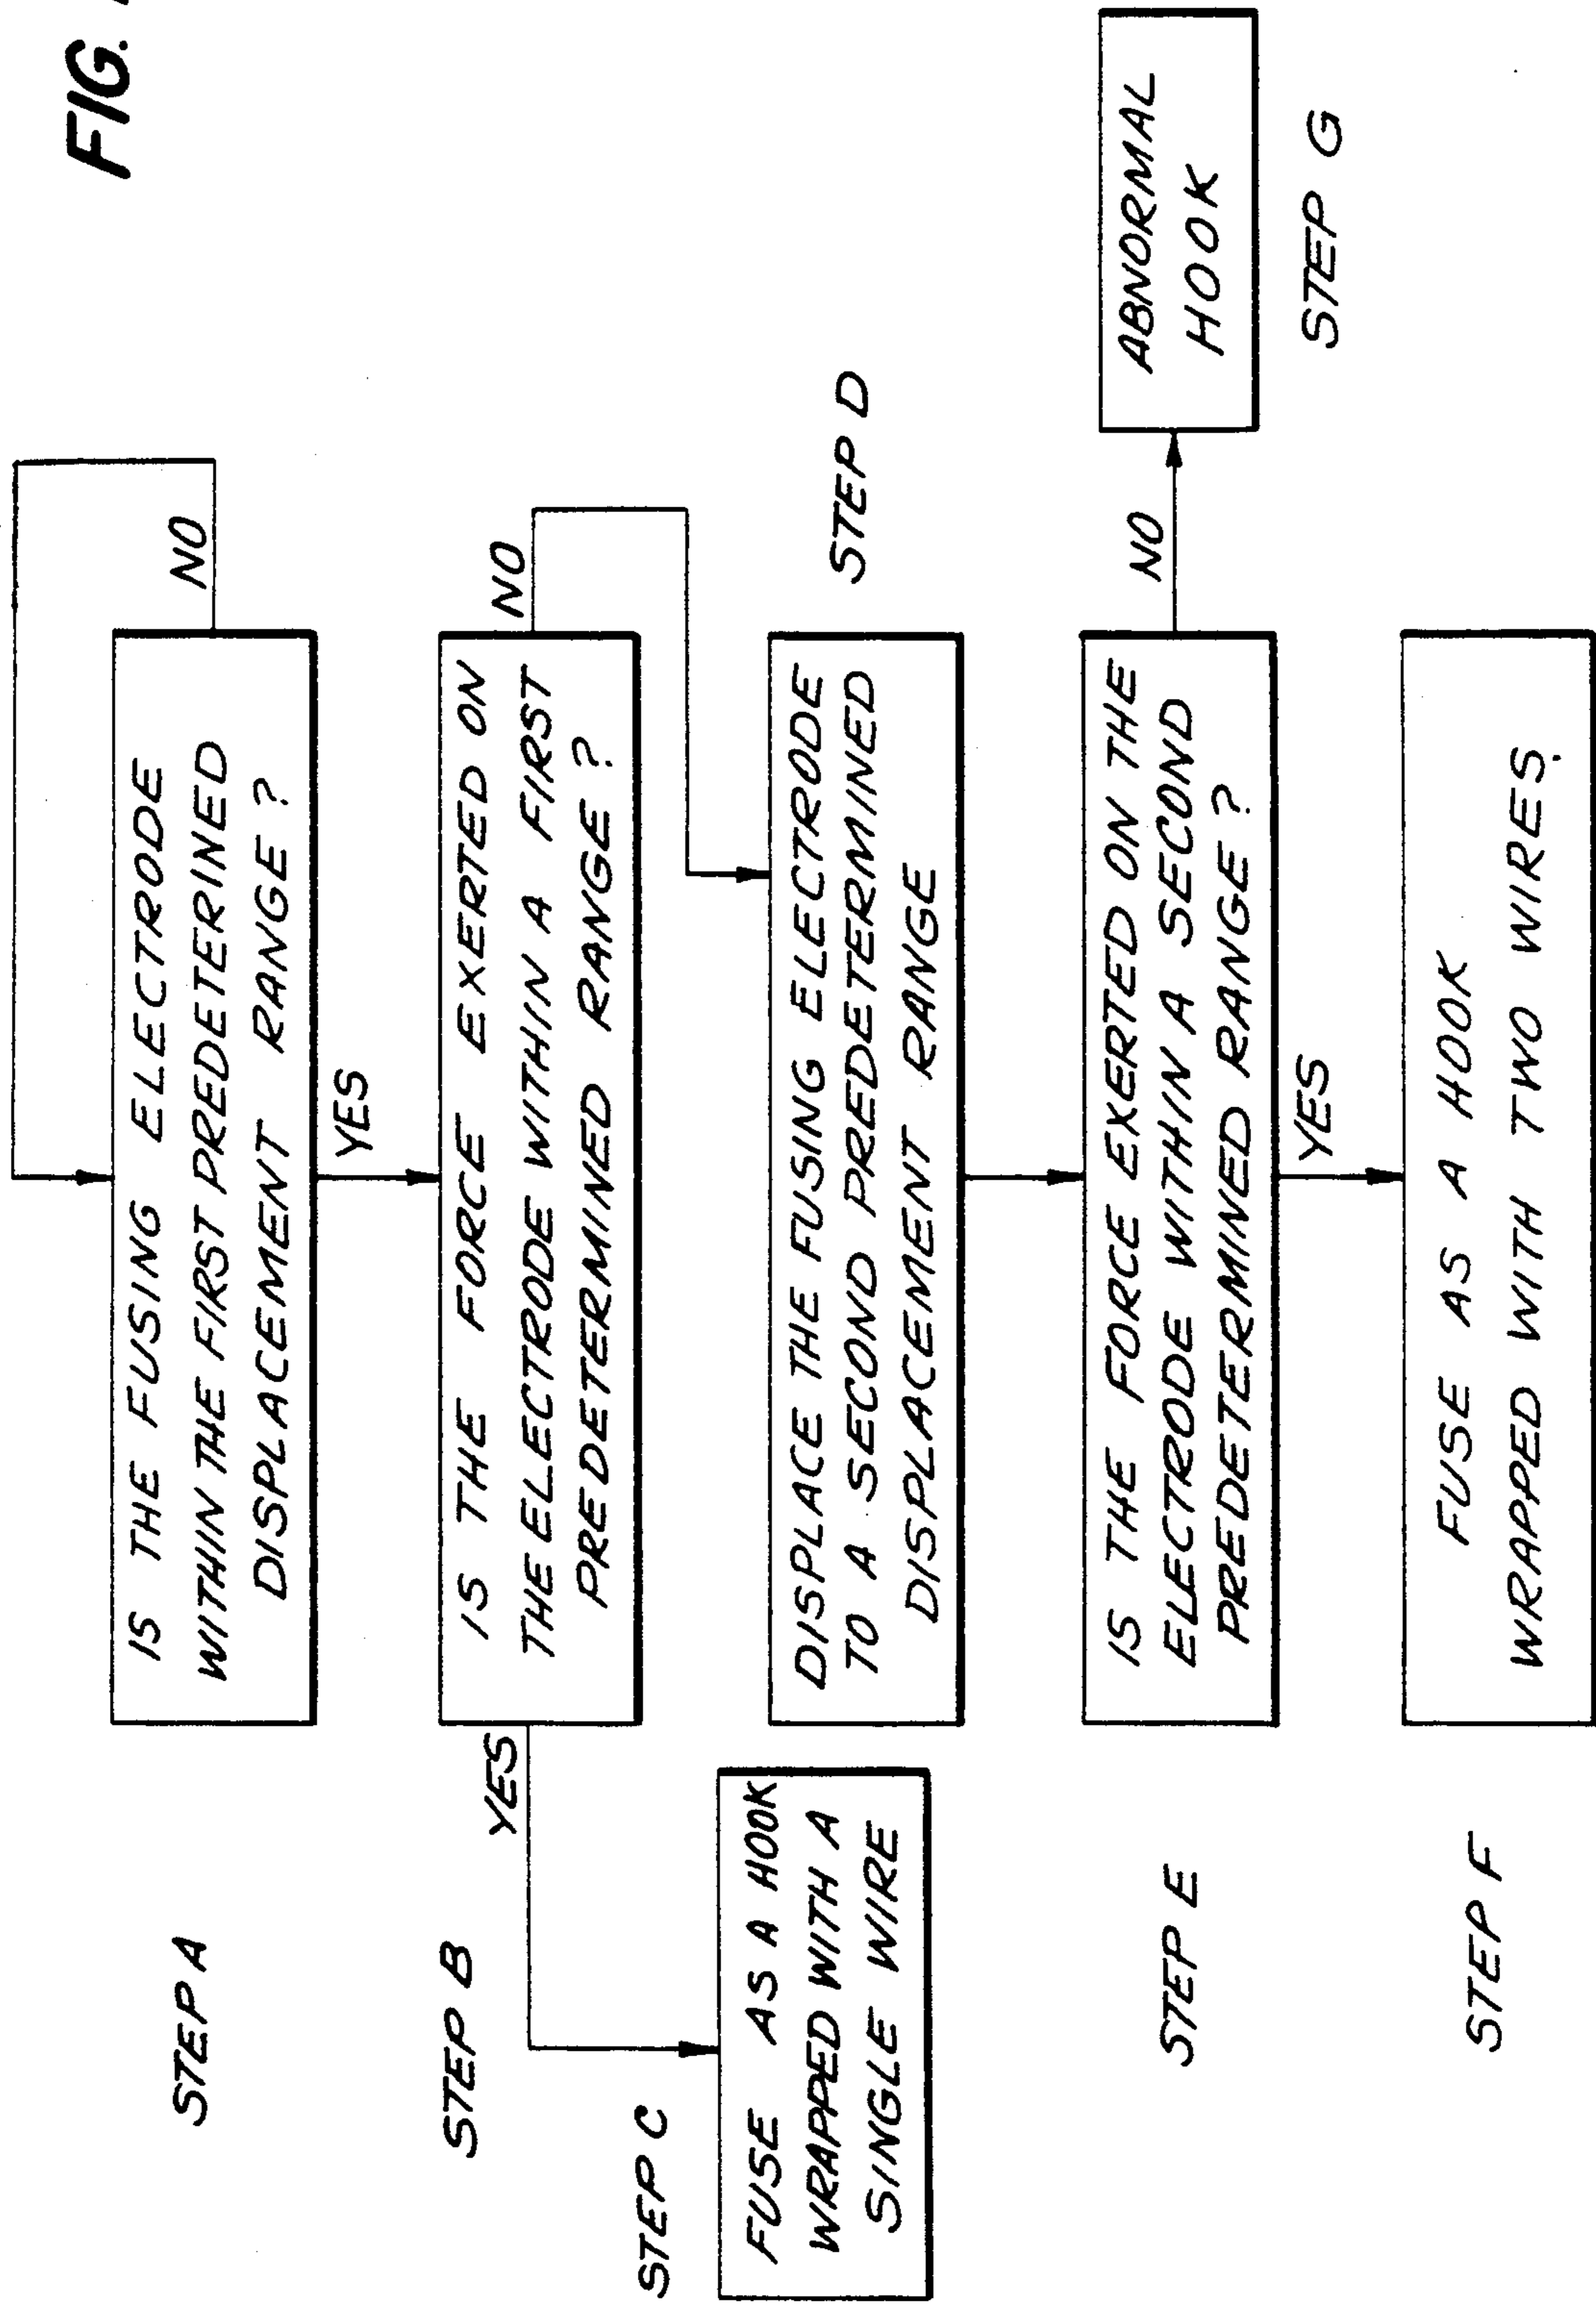 FIG.
STEP A
IS THE FUSING ELECTRODE
WITHIN THE FIRST PREDETERINED
DISPLACEMENT RANGE?
NO
YES
STEP B
IS THE FORCE EXERTED ON
THE ELECTRODE WITHIN A FIRST
PREDETERMINED RANGE?
YES
NO
STEP C
FUSE AS A HOOK
WRAPPED WITH A
SINGLE WIRE
DISPLACE THE FUSING ELECTRODE
TO A SECOND PREDETERMINED
DISPLACEMENT RANGE
STEP D
STEP E
IS THE FORCE EXERTED ON THE
ELECTRODE WITHIN A SECOND
PREDETERMINED RANGE?
NO
ABNORMAL
HOOK
STEP G
YES
STEP F
FUSE AS A HOOK
WRAPPED WITH TWO WIRES.